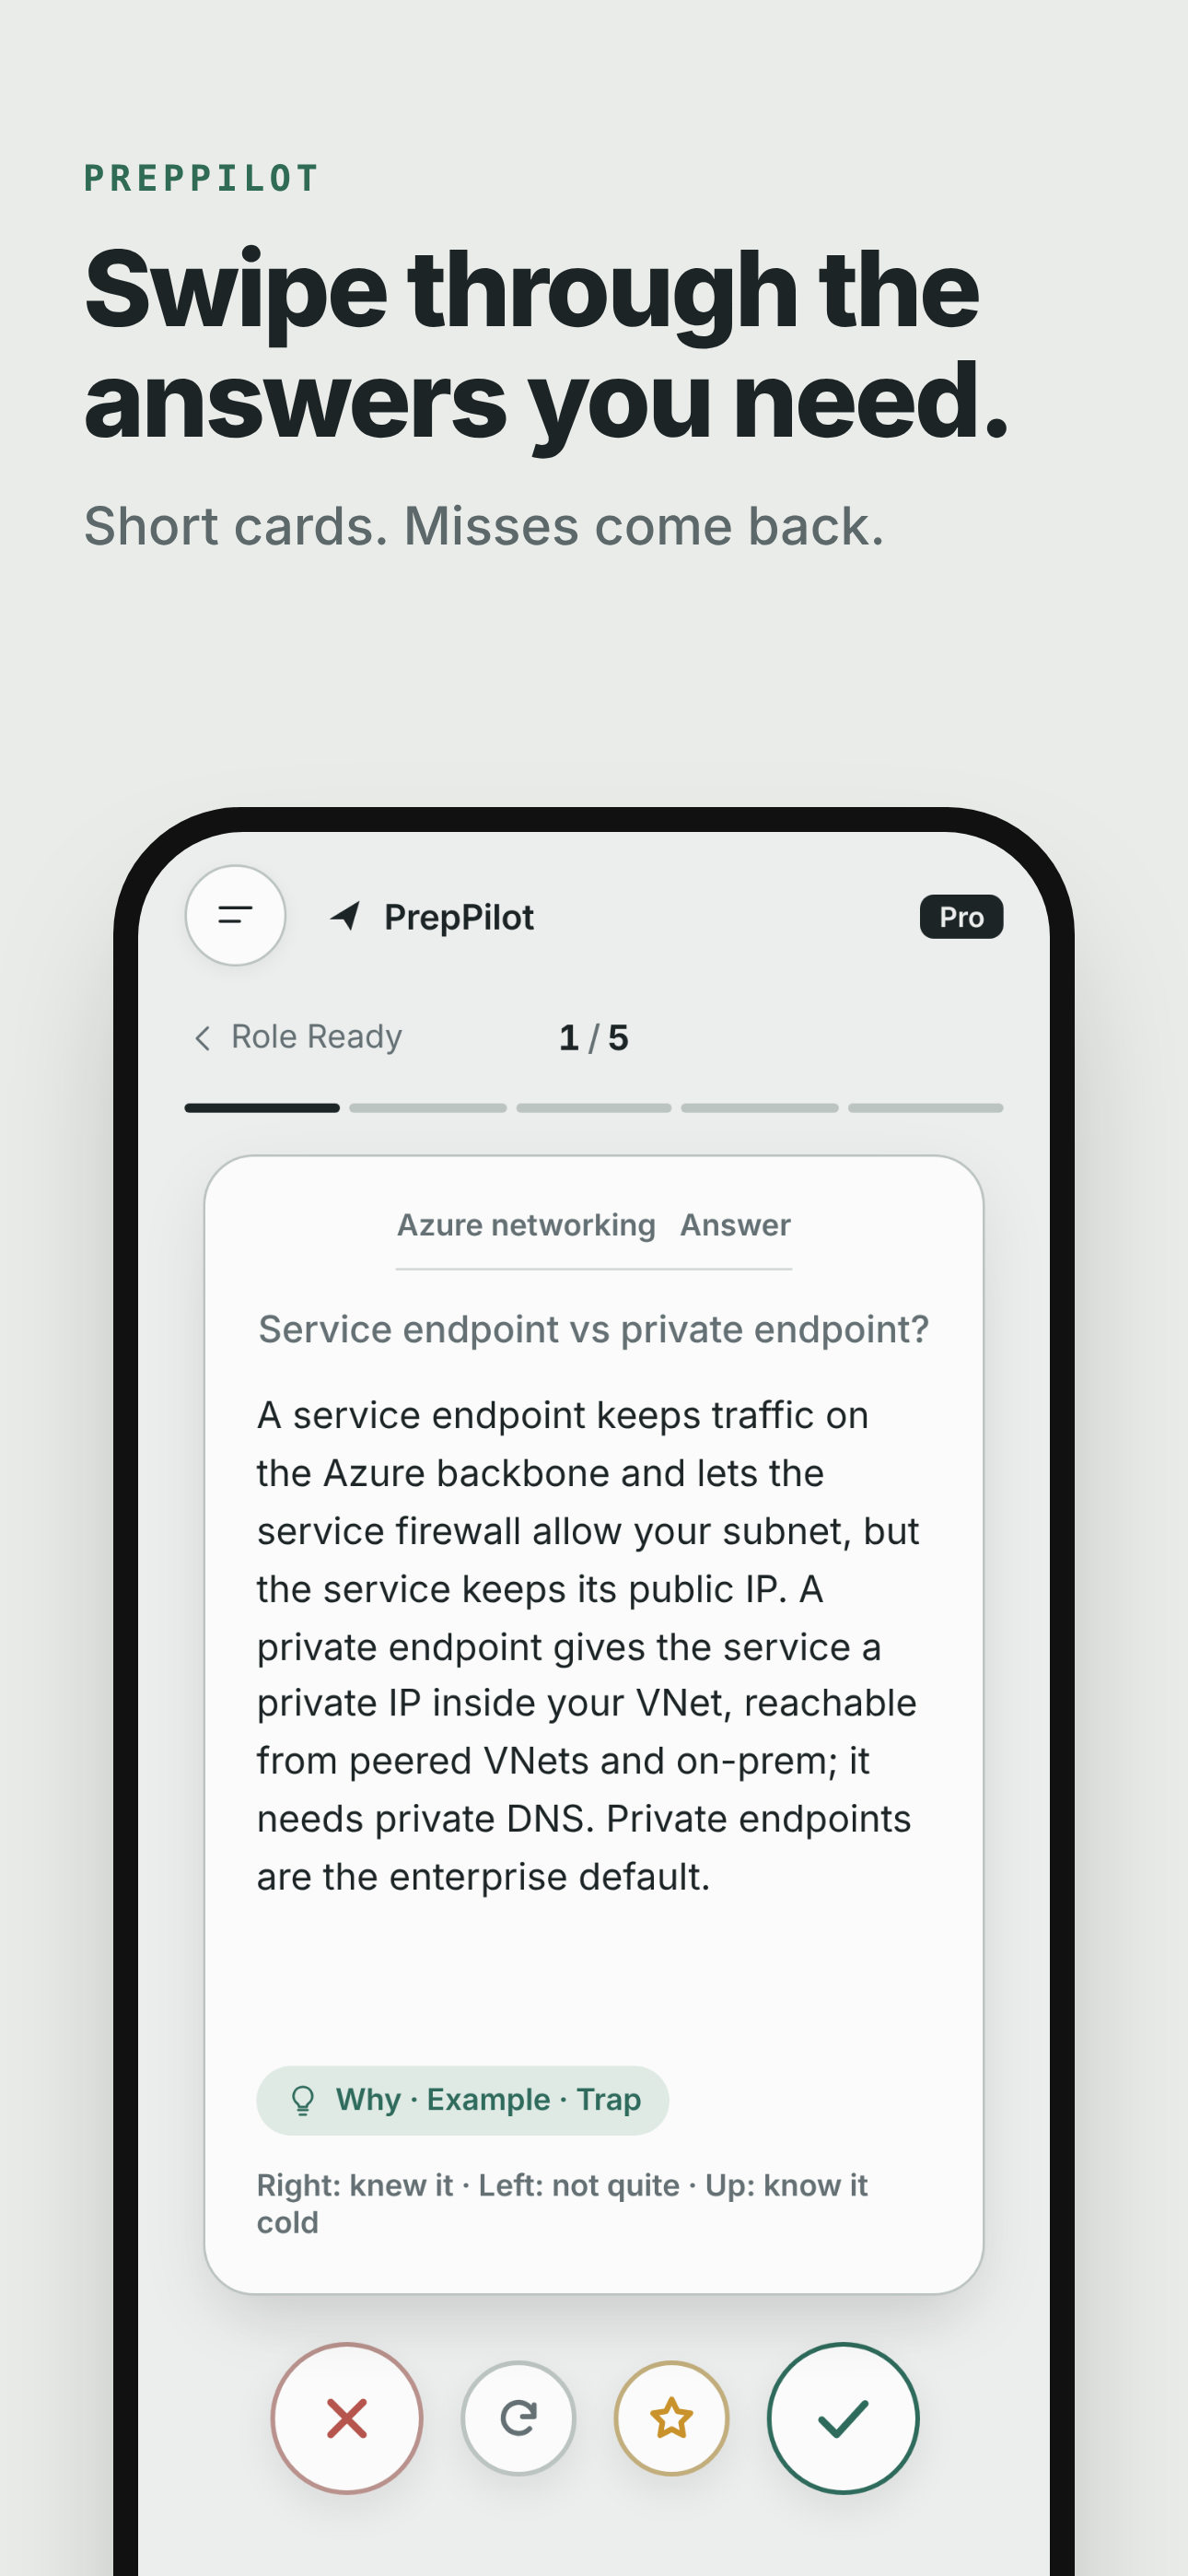 PREPPILOT
Swipe through the
answers you need.
Short cards. Misses come back.
PrepPilot
Pro
Role Ready
1 / 5
Azure networking Answer
Service endpoint vs private endpoint?
A service endpoint keeps traffic on
the Azure backbone and lets the
service firewall allow your subnet, but
the service keeps its public IP. A
private endpoint gives the service a
private IP inside your VNet, reachable
from peered VNets and on-prem; it
needs private DNS. Private endpoints
are the enterprise default.
Why · Example · Trap
Right: knew it · Left: not quite · Up: know it
cold